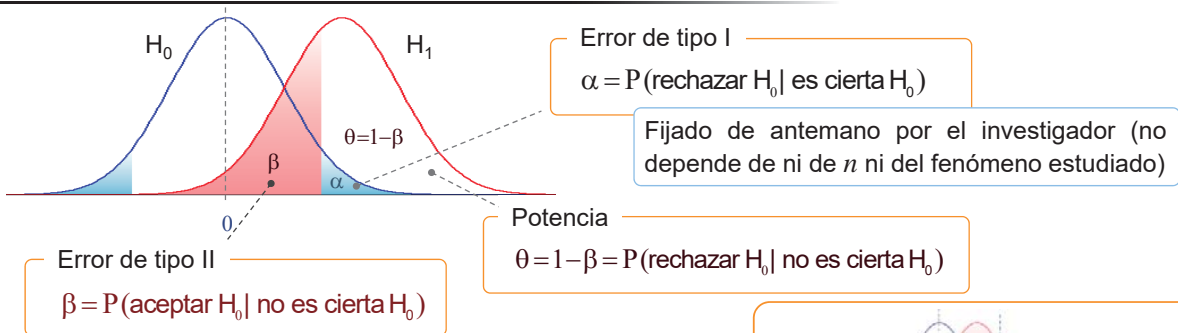 H₀
H₁
Error de tipo I
α = P(rechazar H₀| es cierta H₀)
Fijado de antemano por el investigador (no
depende de ni de n ni del fenómeno estudiado)
θ=1−β
β
α
0
Potencia
θ = 1−β = P(rechazar H₀| no es cierta H₀)
Error de tipo II
β = P(aceptar H₀| no es cierta H₀)